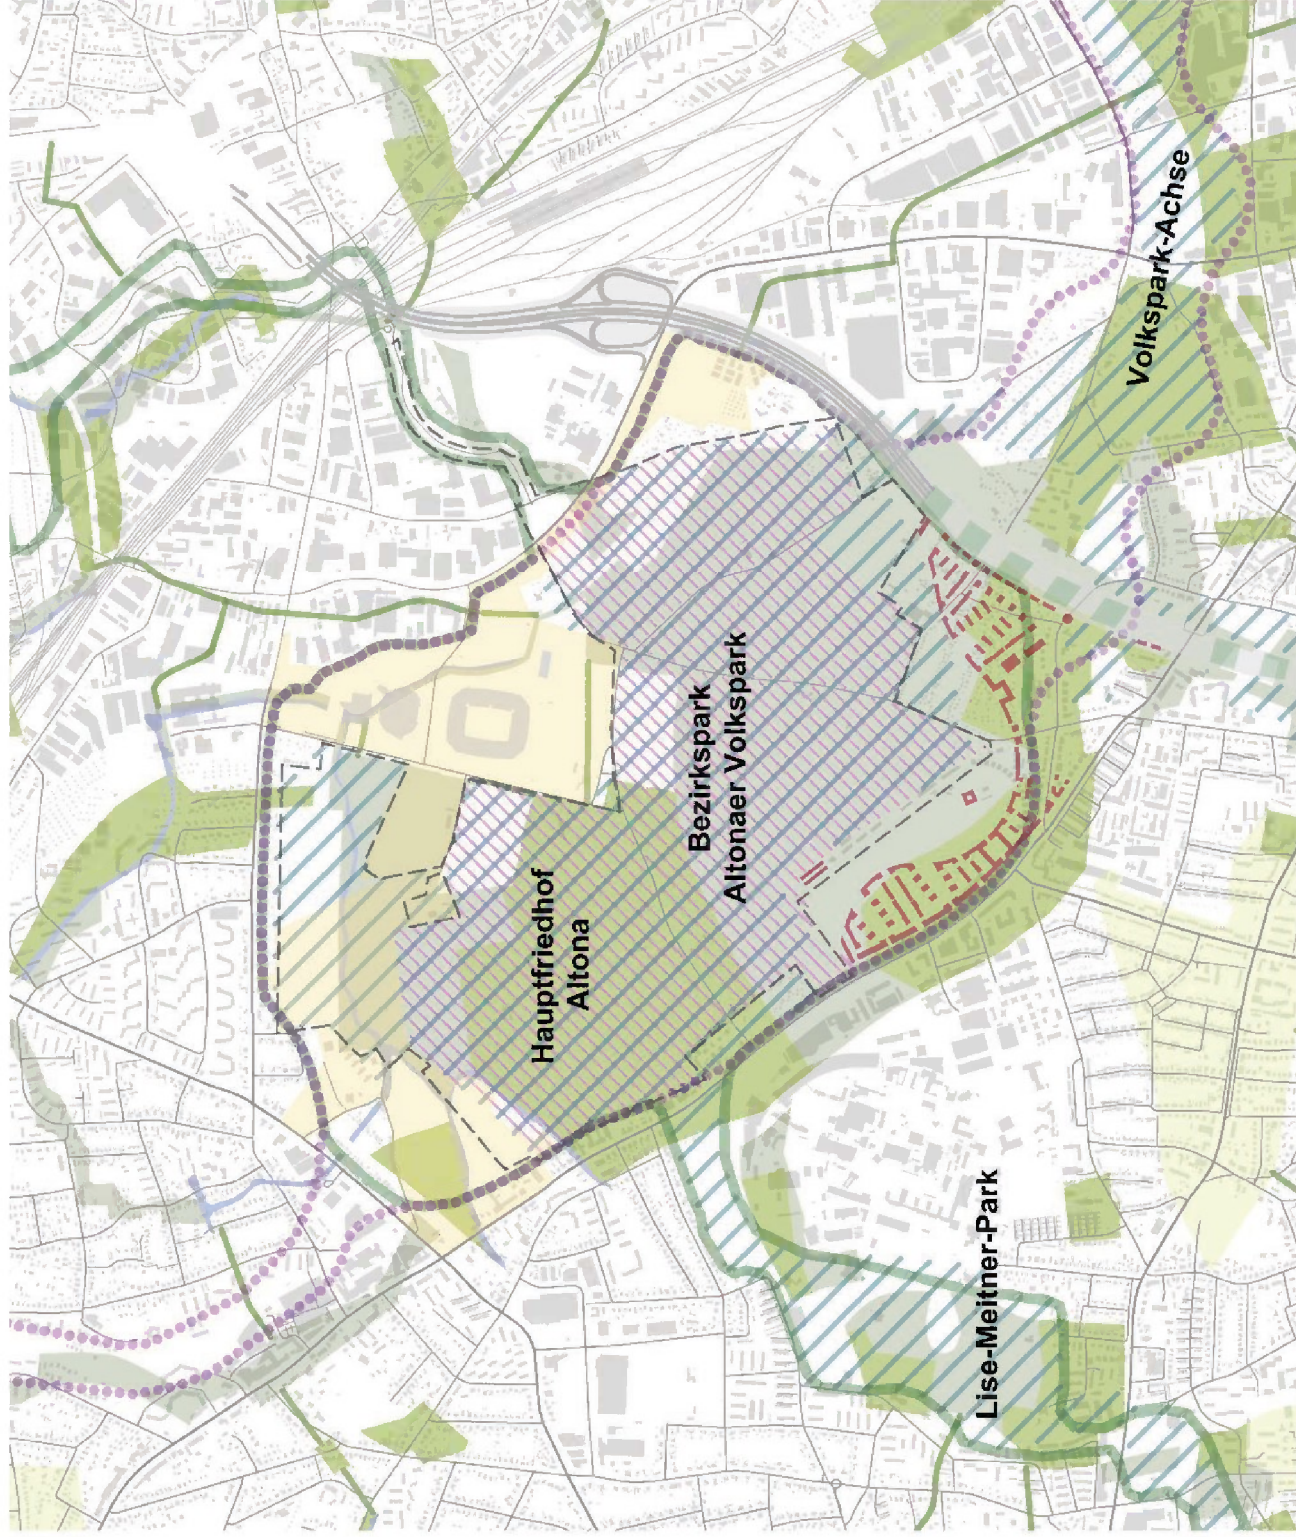 Hauptfriedhof
Altona
Bezirkspark
Altonaer Volkspark
Lise-Meitner-Park
Volkspark-Achse